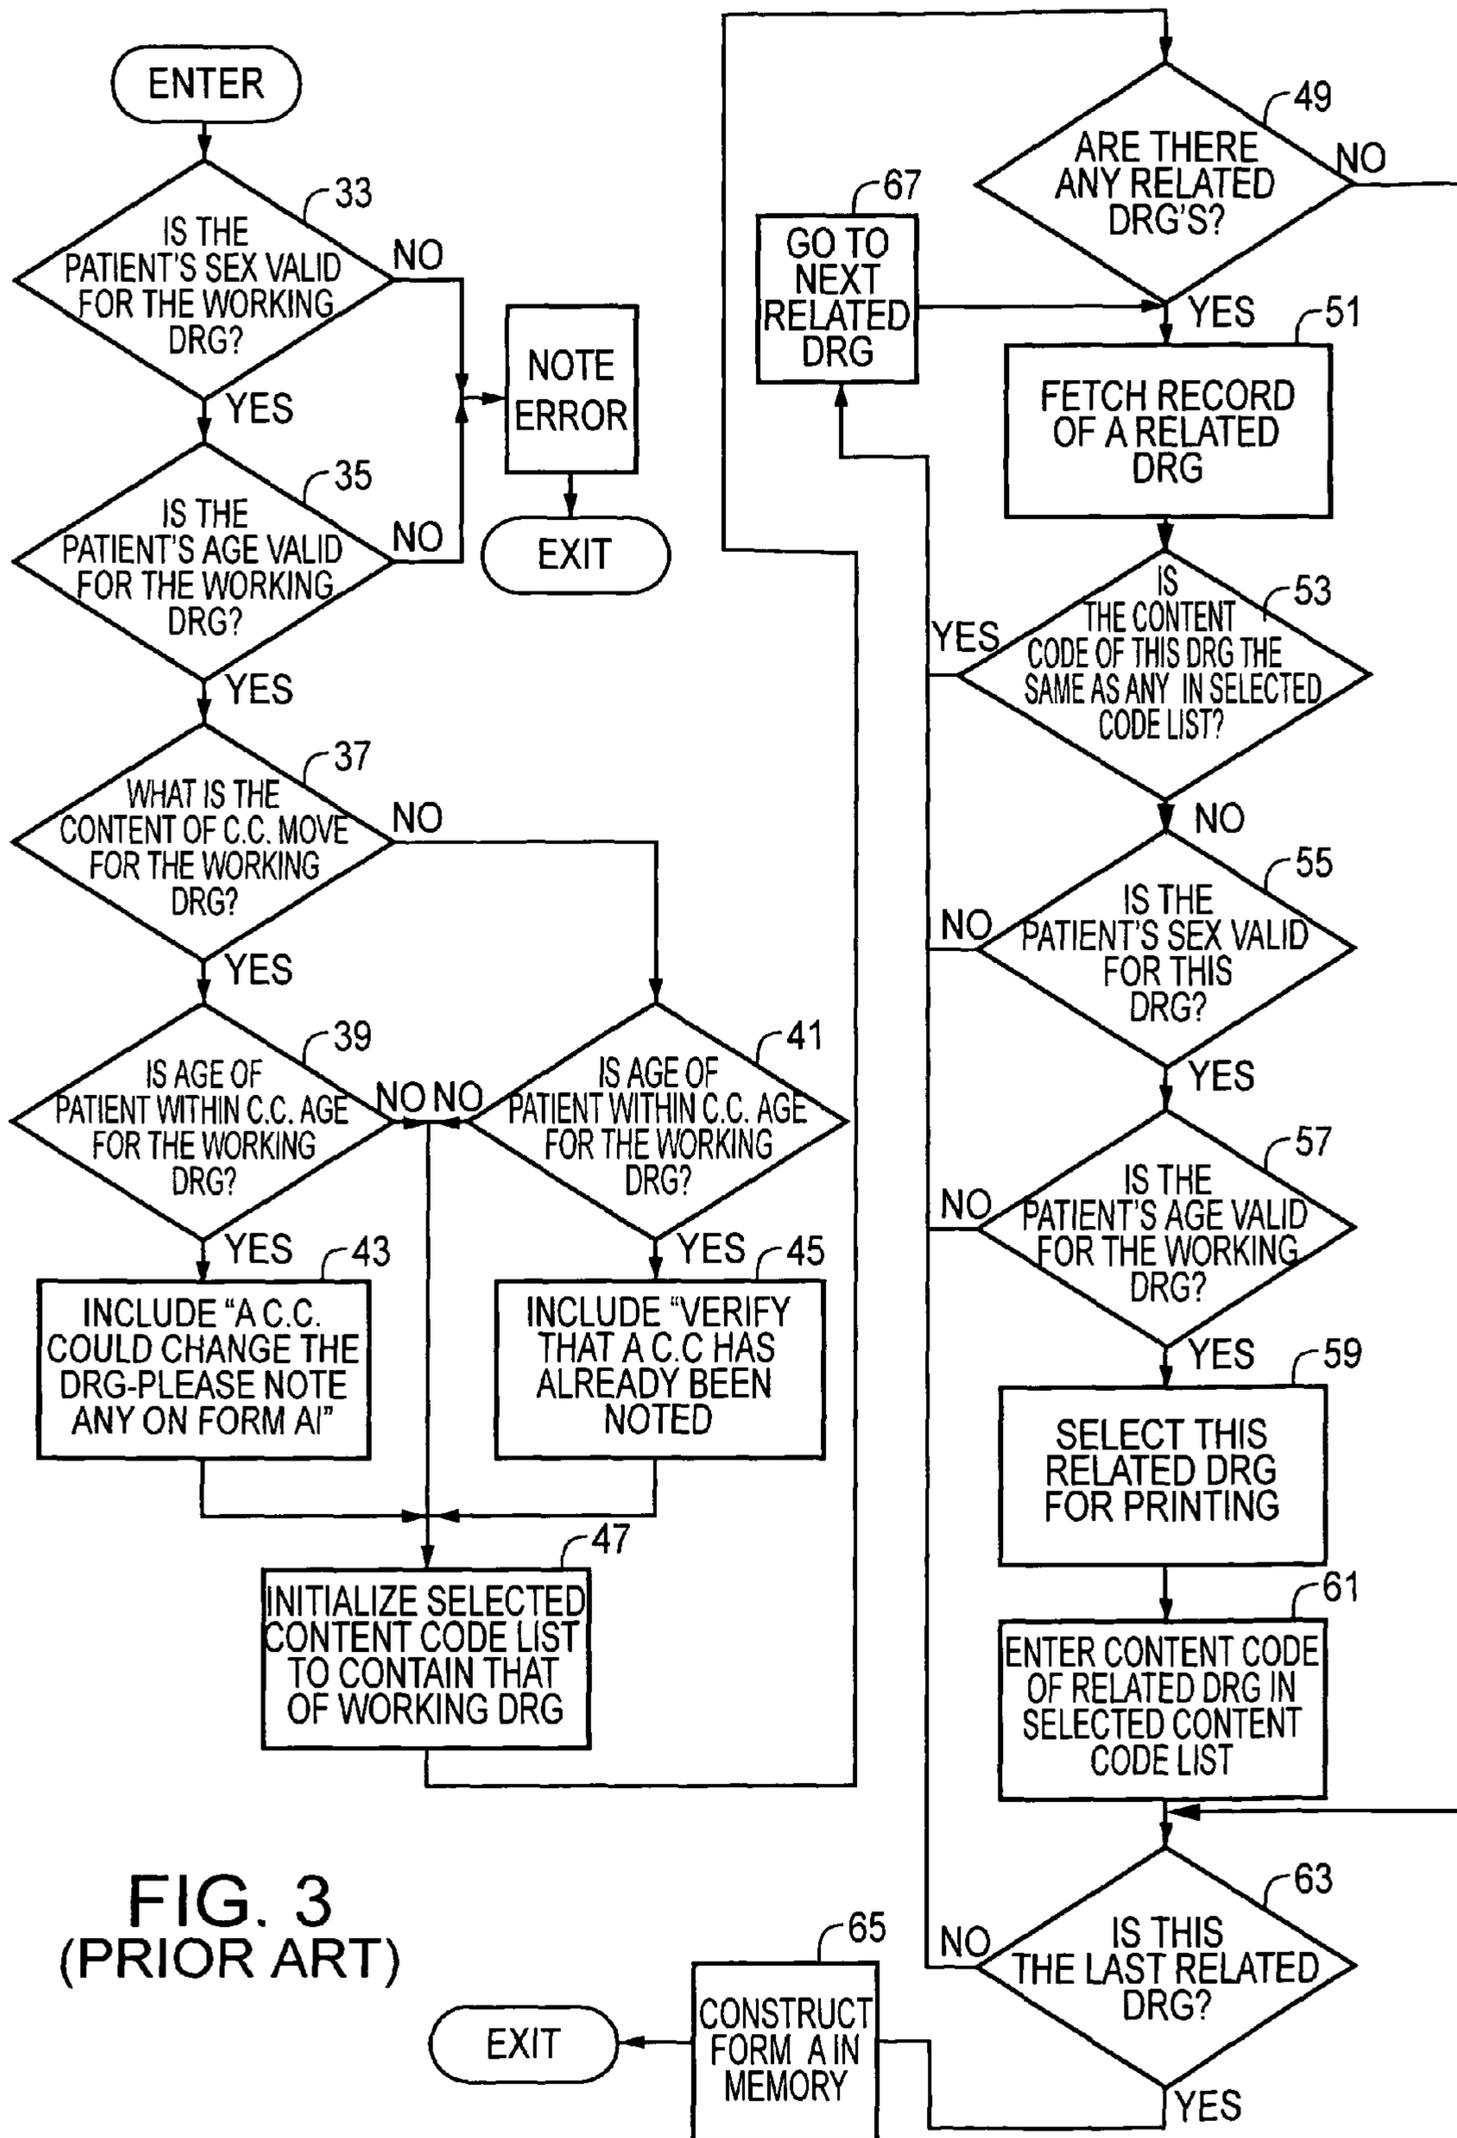 ENTER
33
IS THE
PATIENT'S SEX VALID
FOR THE WORKING
DRG?
NO
YES
NOTE
ERROR
EXIT
35
IS THE
PATIENT'S AGE VALID
FOR THE WORKING
DRG?
NO
YES
37
WHAT IS THE
CONTENT OF C.C. MOVE
FOR THE WORKING
DRG?
NO
YES
39
IS AGE OF
PATIENT WITHIN C.C. AGE
FOR THE WORKING
DRG?
NO
YES
41
IS AGE OF
PATIENT WITHIN C.C. AGE
FOR THE WORKING
DRG?
NO
YES
43
INCLUDE “A C.C.
COULD CHANGE THE
DRG-PLEASE NOTE
ANY ON FORM AI”
45
INCLUDE “VERIFY
THAT A C.C HAS
ALREADY BEEN
NOTED
47
INITIALIZE SELECTED
CONTENT CODE LIST
TO CONTAIN THAT
OF WORKING DRG
49
ARE THERE
ANY RELATED
DRG'S?
NO
YES
67
GO TO
NEXT
RELATED
DRG
51
FETCH RECORD
OF A RELATED
DRG
53
IS
THE CONTENT
CODE OF THIS DRG THE
SAME AS ANY IN SELECTED
CODE LIST?
YES
NO
55
IS THE
PATIENT'S SEX VALID
FOR THIS
DRG?
NO
YES
57
IS THE
PATIENT'S AGE VALID
FOR THE WORKING
DRG?
NO
YES
59
SELECT THIS
RELATED DRG
FOR PRINTING
61
ENTER CONTENT CODE
OF RELATED DRG IN
SELECTED CONTENT
CODE LIST
63
IS THIS
THE LAST RELATED
DRG?
NO
YES
65
CONSTRUCT
FORM A IN
MEMORY
EXIT
FIG. 3
(PRIOR ART)